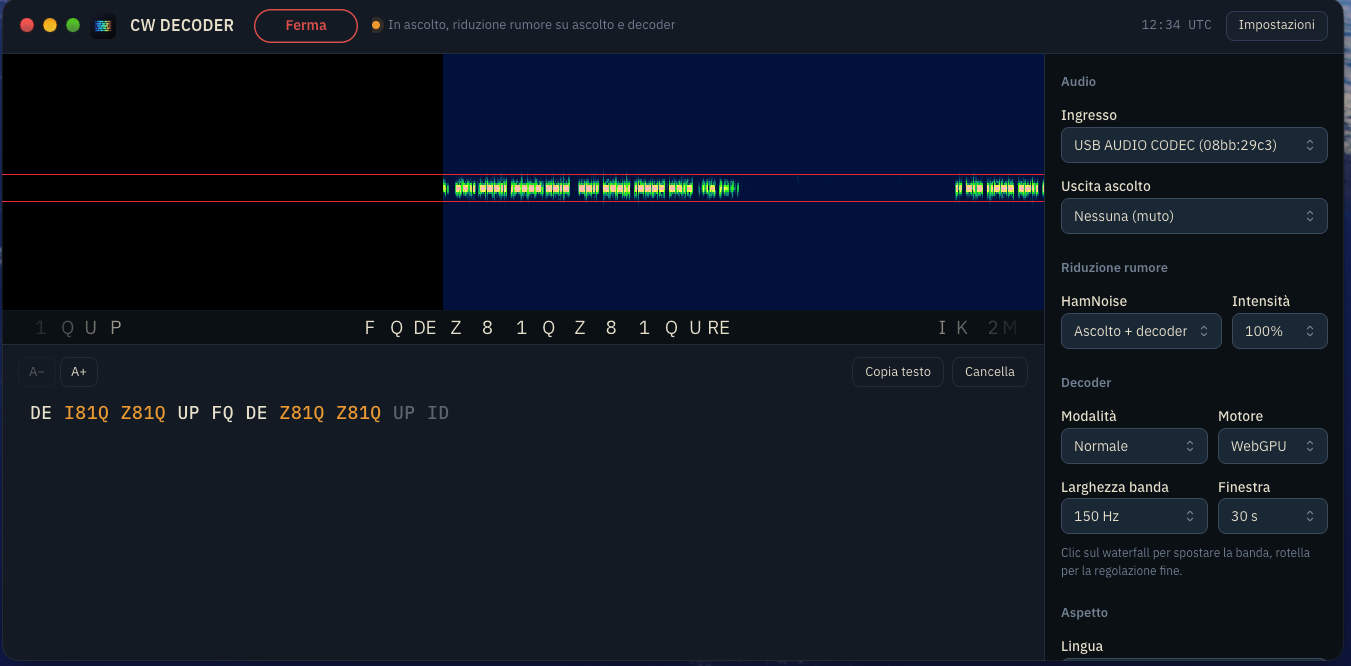 CW DECODER
Ferma
In ascolto, riduzione rumore su ascolto e decoder
12:34 UTC
Impostazioni
1 Q U P F Q DE Z 8 1 Q Z 8 1 Q U RE I K 2 M
A−
A+
Copia testo
Cancella
DE I81Q Z81Q UP FQ DE Z81Q Z81Q UP ID
Audio
Ingresso
USB AUDIO CODEC (08bb:29c3)
Uscita ascolto
Nessuna (muto)
Riduzione rumore
HamNoise Intensità
Ascolto + decoder 100%
Decoder
Modalità Motore
Normale WebGPU
Larghezza banda Finestra
150 Hz 30 s
Clic sul waterfall per spostare la banda, rotella
per la regolazione fine.
Aspetto
Lingua